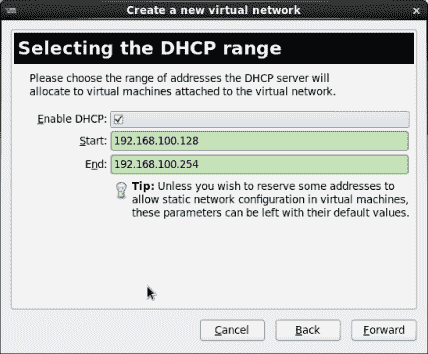 Create a new virtual network
Selecting the DHCP range
Please choose the range of addresses the DHCP server will
allocate to virtual machines attached to the virtual network.
Enable DHCP:
Start: 192.168.100.128
End: 192.168.100.254
Tip: Unless you wish to reserve some addresses to
allow static network configuration in virtual machines,
these parameters can be left with their default values.
Cancel Back Forward